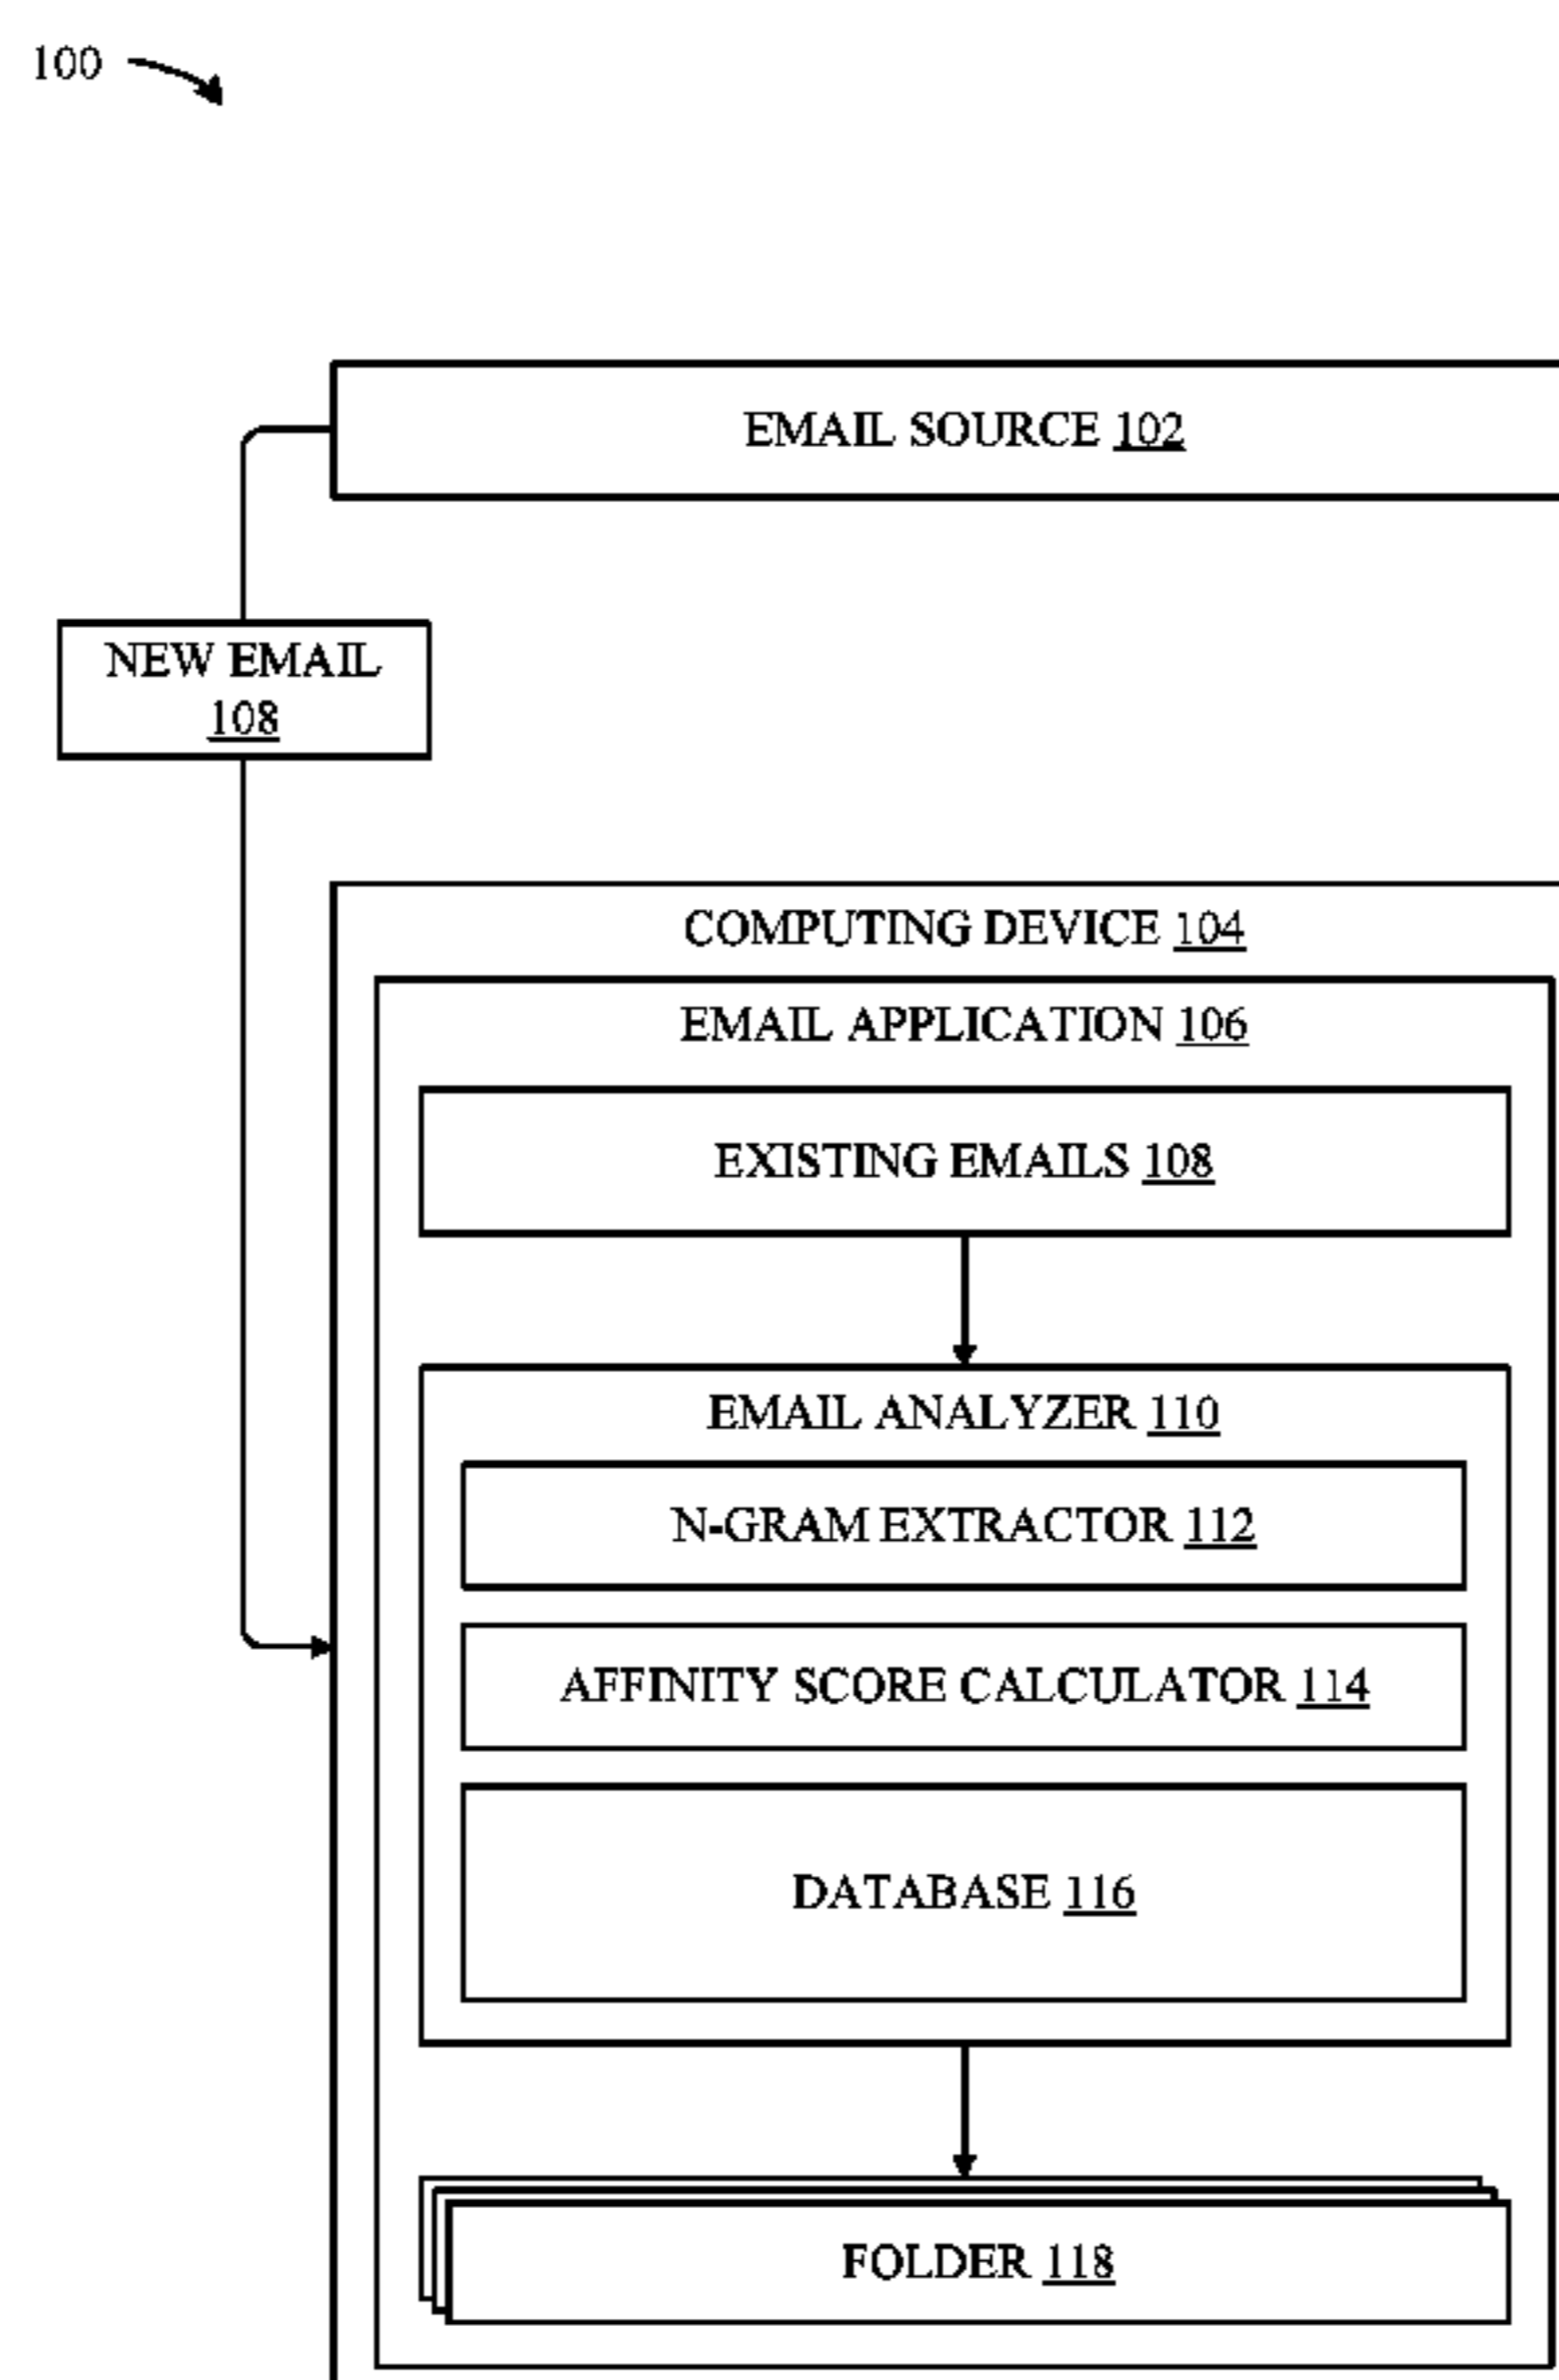 100
EMAIL SOURCE 102
NEW EMAIL
108
COMPUTING DEVICE 104
EMAIL APPLICATION 106
EXISTING EMAILS 108
EMAIL ANALYZER 110
N-GRAM EXTRACTOR 112
AFFINITY SCORE CALCULATOR 114
DATABASE 116
FOLDER 118